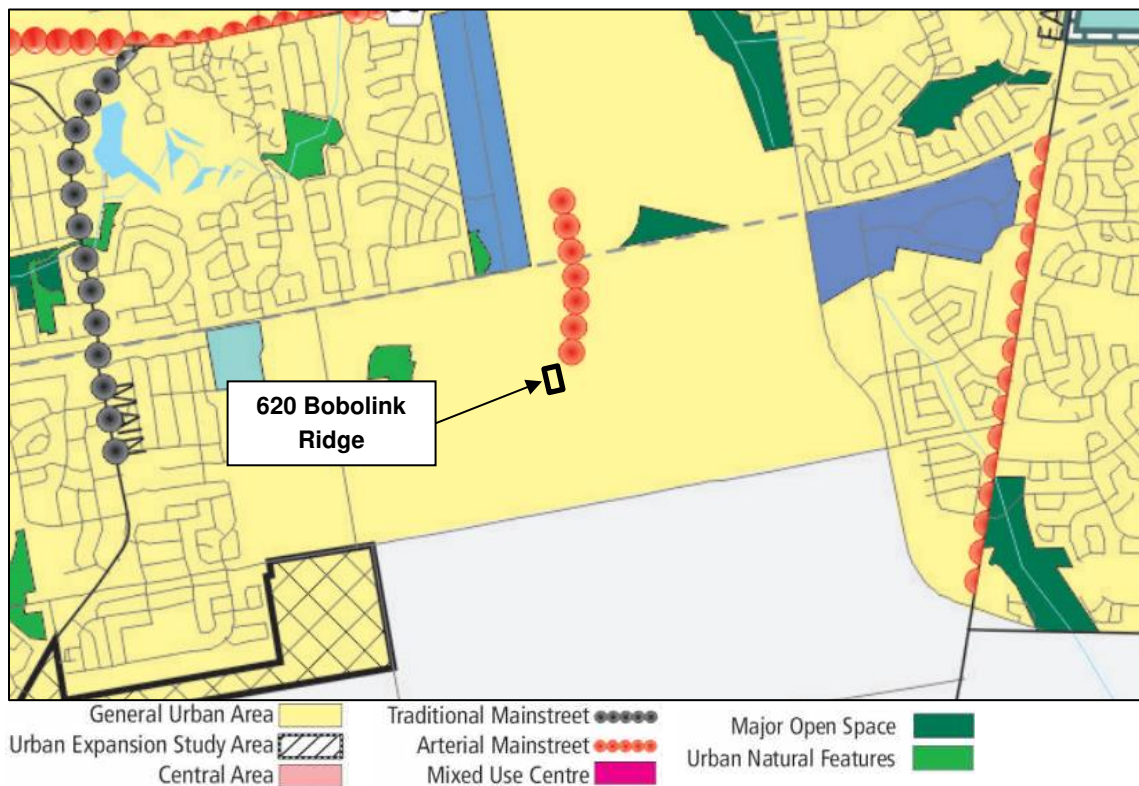 EA
620 Bobolink
Ridge
General Urban Area
Urban Expansion Study Area
Central Area
Traditional Mainstreet
Arterial Mainstreet
Mixed Use Centre
Major Open Space
Urban Natural Features